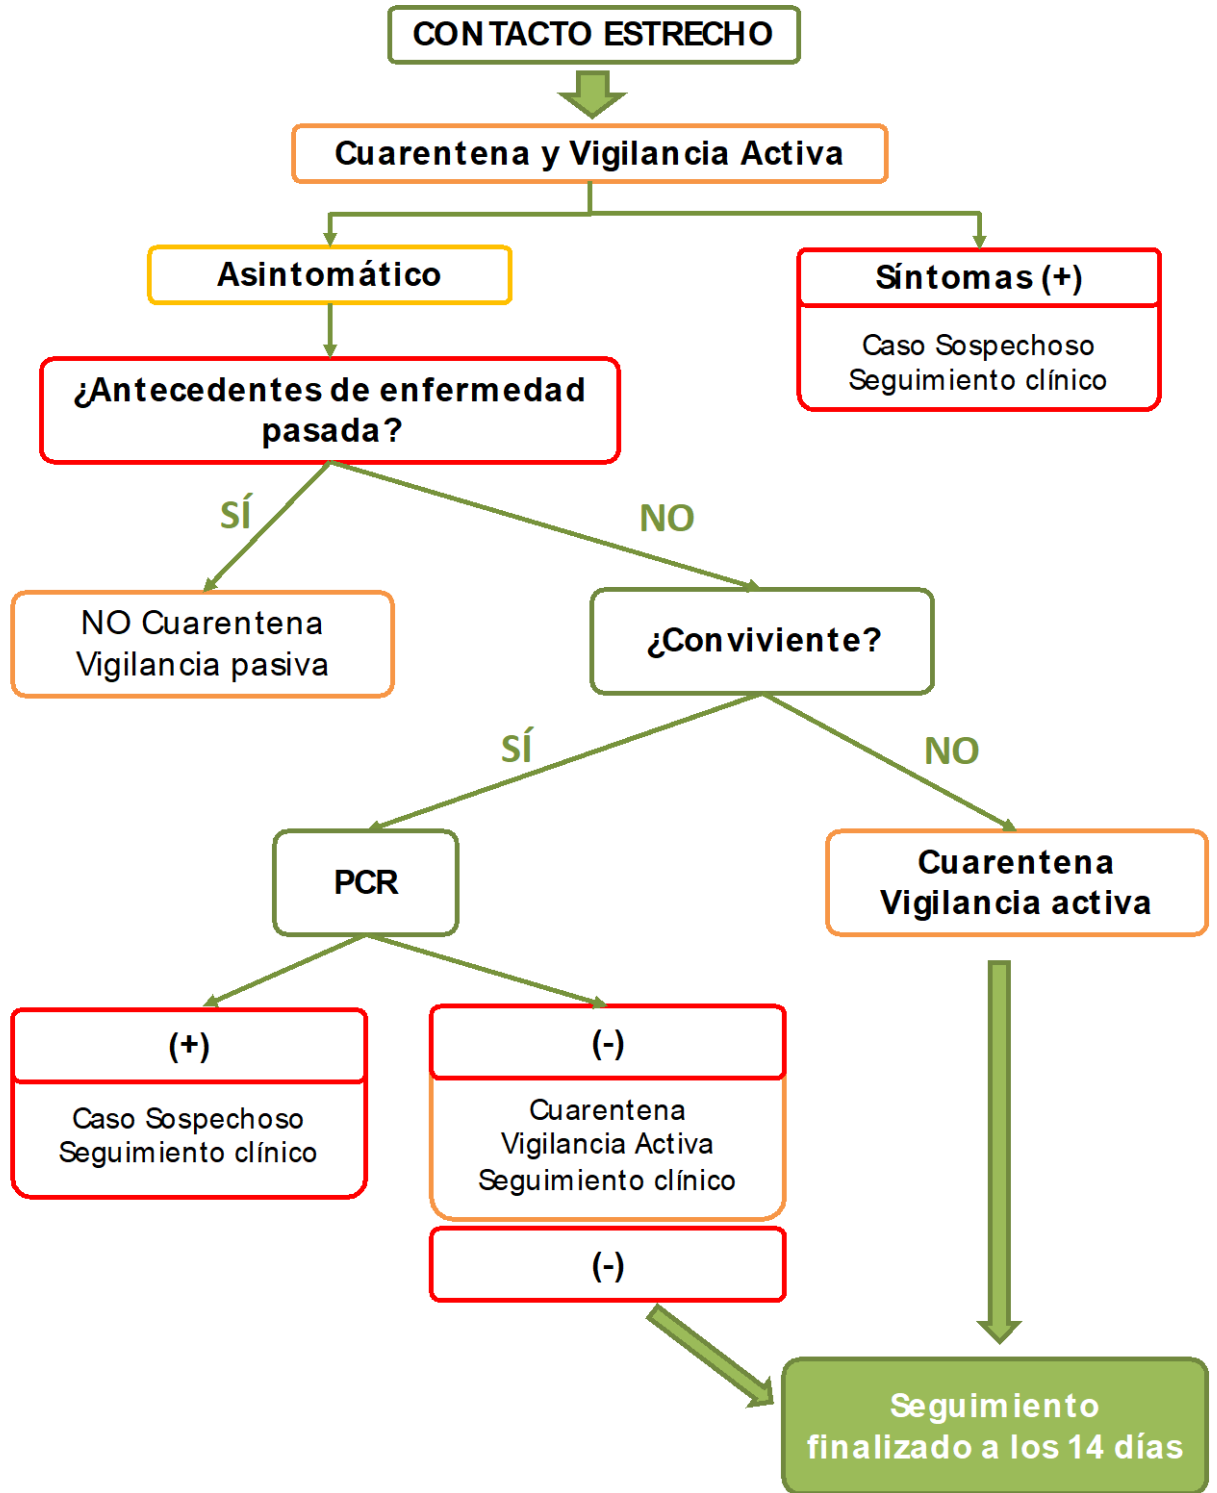 CONTACTO ESTRECHO
Cuarentena y Vigilancia Activa
Asintomático
Síntomas (+)
Caso Sospechoso
Seguimiento clínico
¿Antecedentes de enfermedad
pasada?
SÍ
NO
NO Cuarentena
Vigilancia pasiva
¿Conviviente?
SÍ
NO
PCR
Cuarentena
Vigilancia activa
(+)
Caso Sospechoso
Seguimiento clínico
(-)
Cuarentena
Vigilancia Activa
Seguimiento clínico
(-)
Seguimiento
finalizado a los 14 días